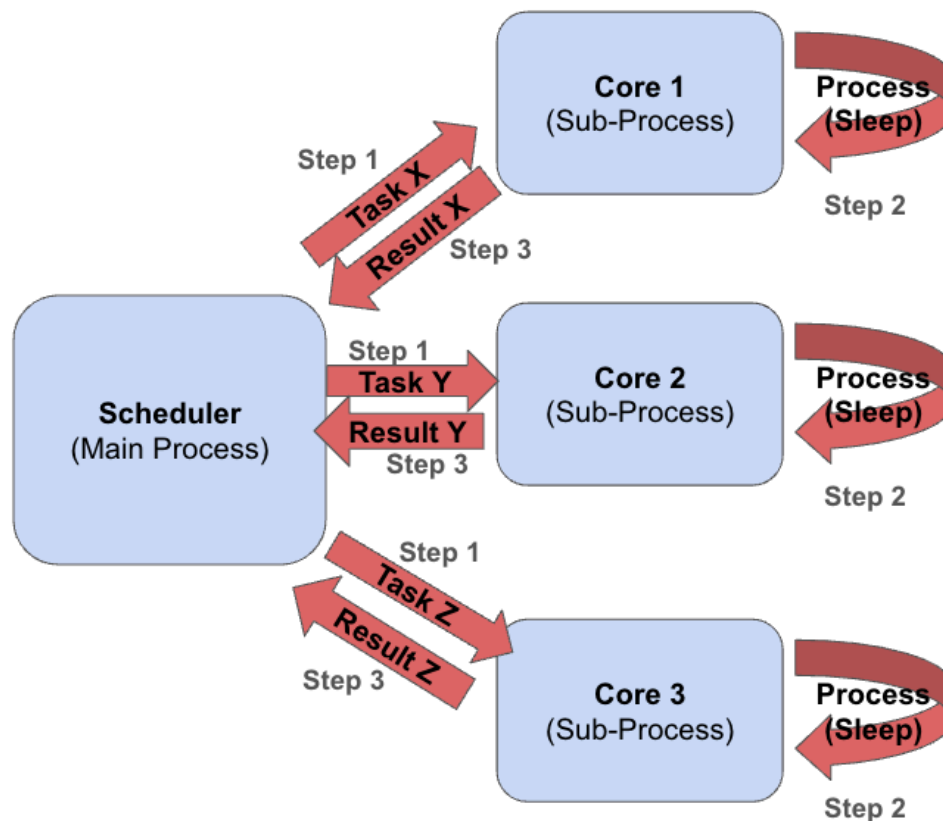 Core 1
(Sub-Process)
Process
(Sleep)
Step 2
Step 1
Task X
Result X
Step 3
Scheduler
(Main Process)
Step 1
Task Y
Result Y
Step 3
Core 2
(Sub-Process)
Process
(Sleep)
Step 2
Step 1
Task Z
Result Z
Step 3
Core 3
(Sub-Process)
Process
(Sleep)
Step 2